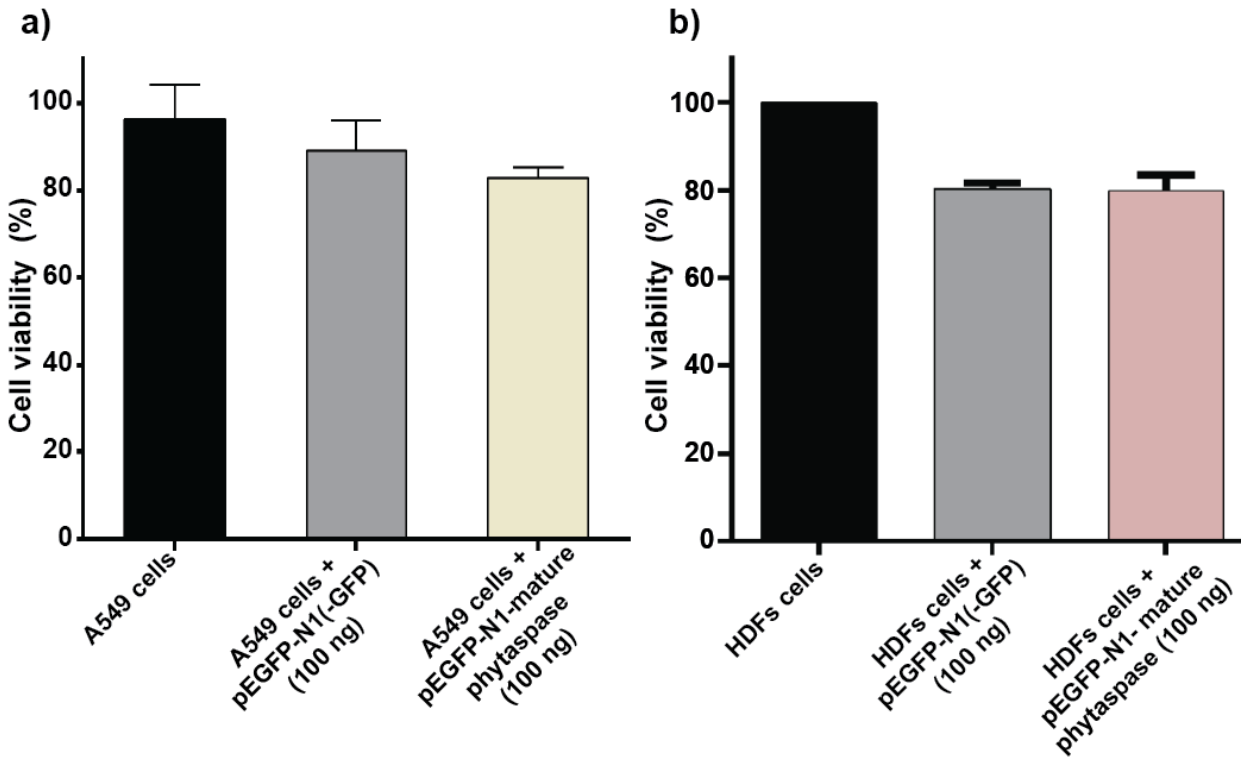 a)
Cell viability (%)
100
80
60
40
20
0
A549 cells
A549 cells +
pEGFP-N1(-GFP)
(100 ng)
A549 cells +
pEGFP-N1-mature
phytaspase
(100 ng)
b)
Cell viability (%)
100
80
60
40
20
0
HDFs cells
HDFs cells +
pEGFP-N1(-GFP)
(100 ng)
HDFs cells +
pEGFP-N1- mature
phytaspase (100 ng)